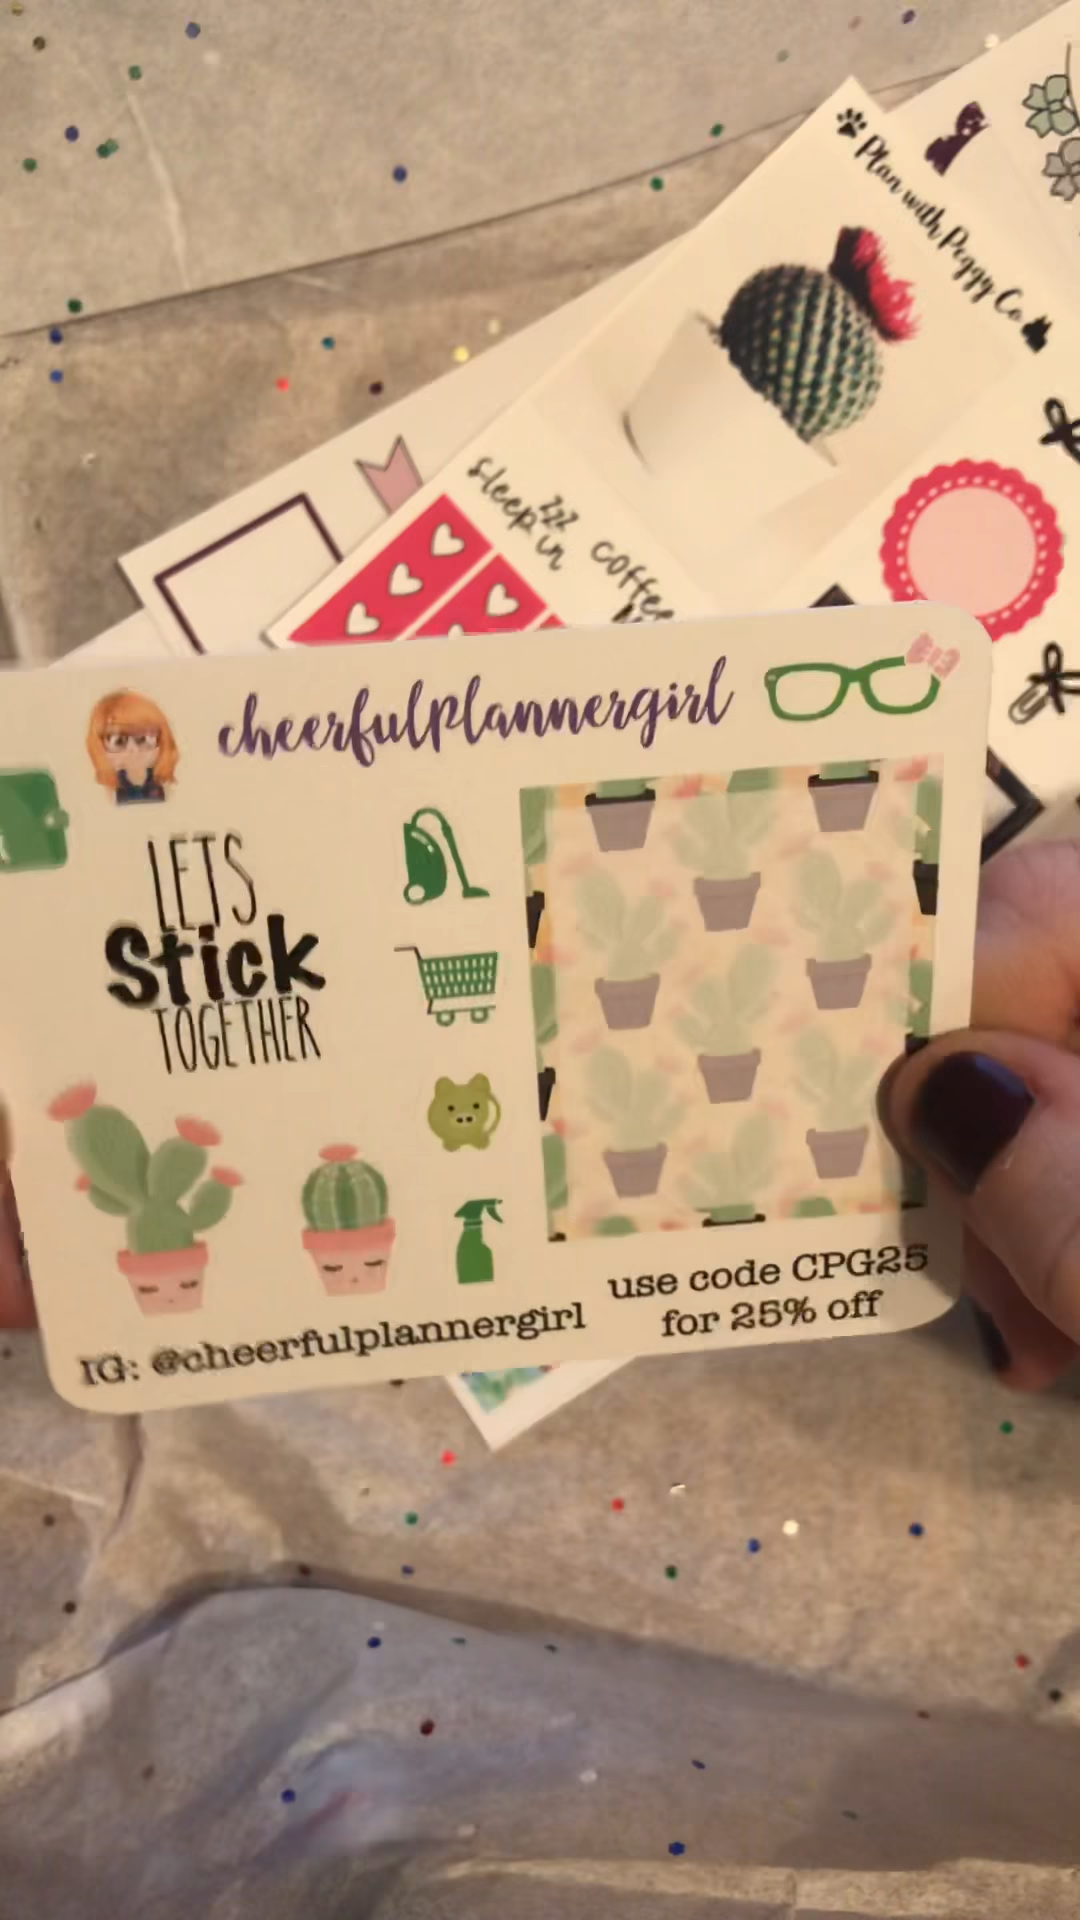 Plan with Peggy Co.
sleep in
zzz
coffee
cheerfulplannergirl
LETS
Stick
TOGETHER
use code CPG25
for 25% off
IG: @cheerfulplannergirl